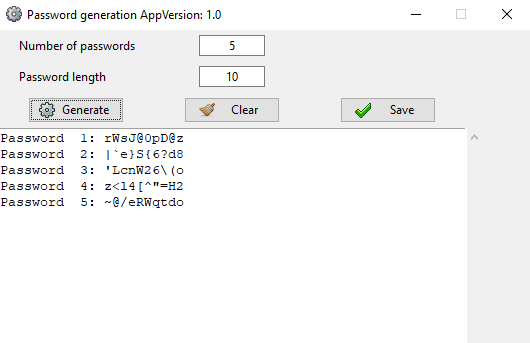 Password generation AppVersion: 1.0
Number of passwords 5
Password length 10
Generate Clear Save
Password  1: rWsJ@0pD@z
Password  2: |`e}S{6?d8
Password  3: 'LcnW26\(o
Password  4: z<l4[^"=H2
Password  5: ~@/eRWqtdo